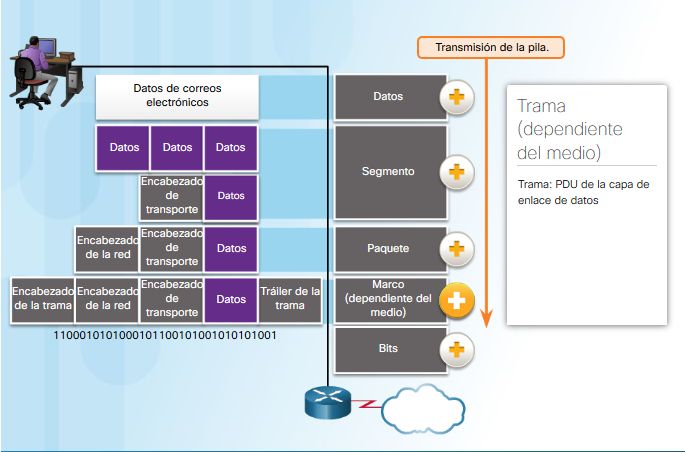 Transmisión de la pila.
Datos de correos
electrónicos
Datos
Datos
Datos
Datos
Segmento
Encabezado
de
transporte
Datos
Encabezado
de la red
Encabezado
de
transporte
Datos
Paquete
Encabezado
de la trama
Encabezado
de la red
Encabezado
de
transporte
Datos
Tráiler de la
trama
Marco
(dependiente del
medio)
1100010101000101100101001010101001
Bits
Trama
(dependiente
del medio)
Trama: PDU de la capa de
enlace de datos